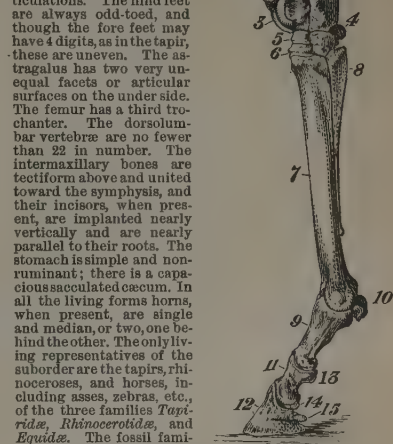 ticulations. The hind feet
are always odd-toed, and
though the fore feet may
have 4 digits, as in the tapir,
these are uneven. The as-
tragalus has two very un-
equal facets or articular
surfaces on the under side.
The femur has a third tro-
chanter. The dorsolum-
bar vertebræ are no fewer
than 22 in number. The
intermaxillary bones are
tectiform above and united
toward the symphysis, and
their incisors, when pres-
ent, are implanted nearly
vertically and are nearly
parallel to their roots. The
stomach is simple and non-
ruminant; there is a capa-
cious sacculated cæcum. In
all the living forms horns,
when present, are single
and median, or two, one be-
hind the other. The only liv-
ing representatives of the
suborder are the tapirs, rhi-
noceroses, and horses, in-
cluding asses, zebras, etc.,
of the three families Tapi-
ridæ, Rhinocerotidæ, and
Equidæ. The fossil fami-
3
4
5
6
8
7
10
9
11
13
12
14
15